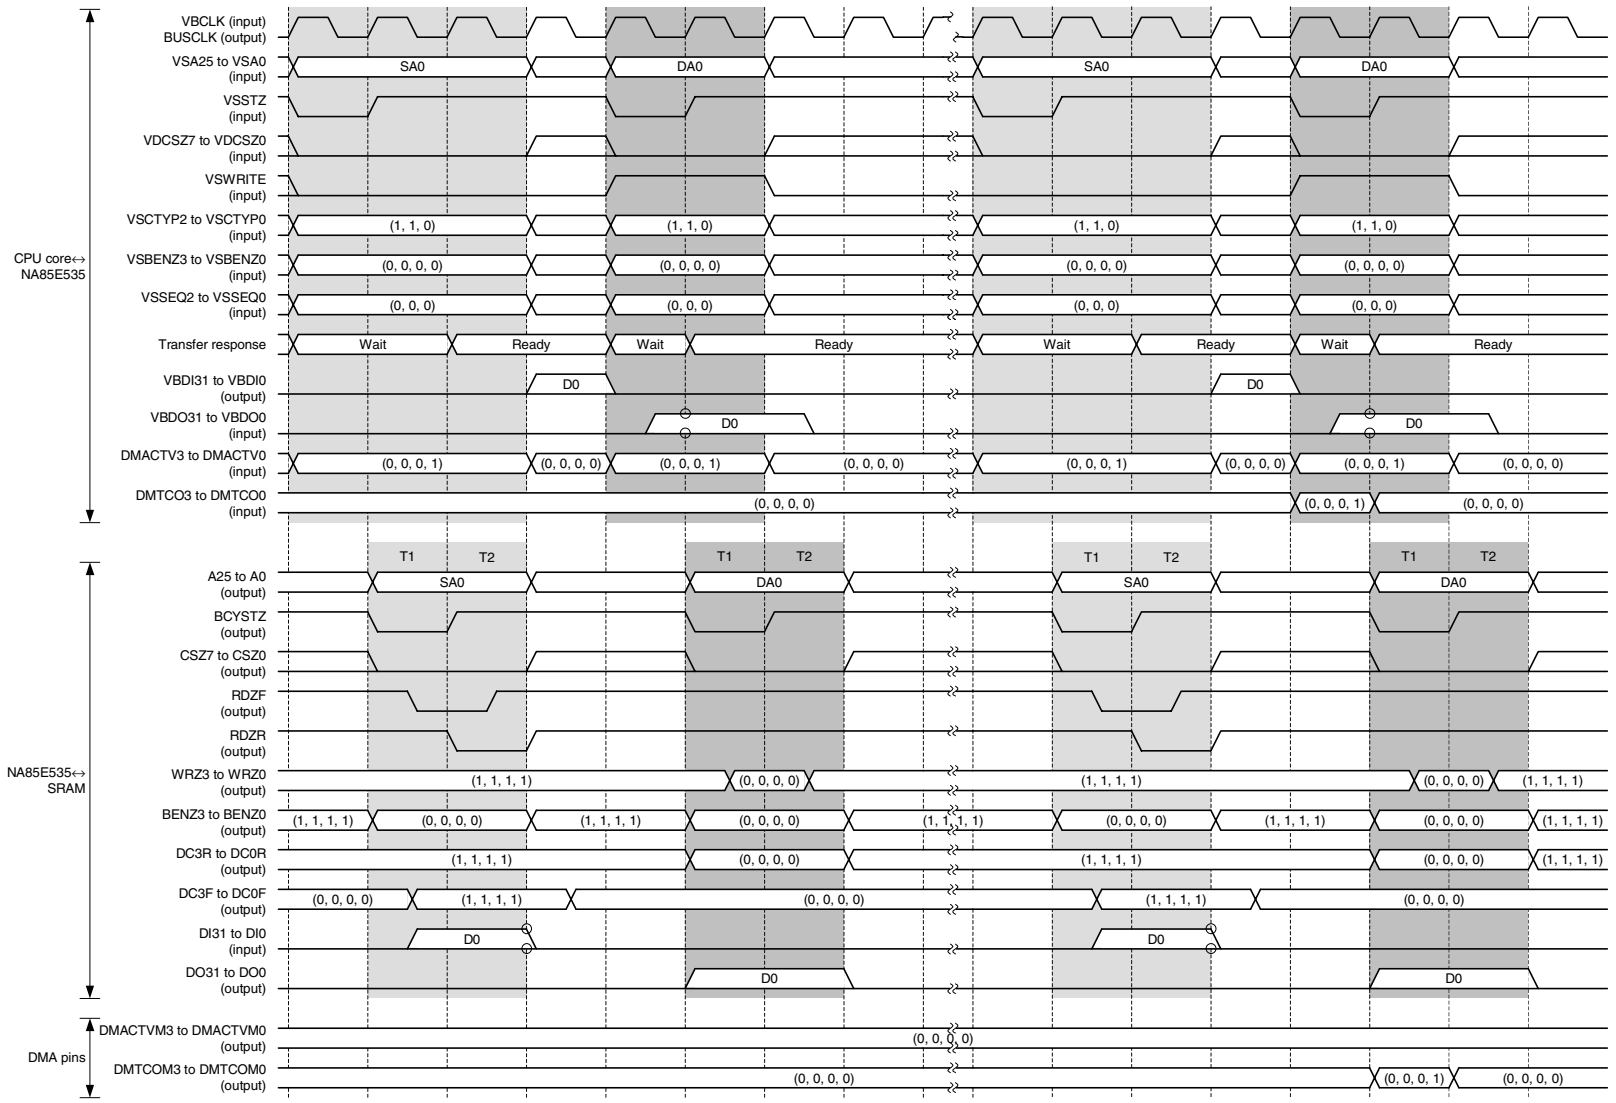 VBCLK (input)
BUSCLK (output)
VSA25 to VSA0
(input)
SA0 DA0 SA0 DA0
VSSTZ
(input)
VDCSZ7 to VDCSZ0
(input)
VSWRITE
(input)
VSCTYP2 to VSCTYP0
(input)
(1, 1, 0) (1, 1, 0) (1, 1, 0) (1, 1, 0)
CPU core↔
NA85E535
VSBENZ3 to VSBENZ0
(input)
(0, 0, 0, 0) (0, 0, 0, 0) (0, 0, 0, 0) (0, 0, 0, 0)
VSSEQ2 to VSSEQ0
(input)
(0, 0, 0) (0, 0, 0) (0, 0, 0) (0, 0, 0)
Transfer response Wait Ready Wait Ready Wait Ready Wait Ready
VBDI31 to VBDI0
(output)
D0 D0
VBDO31 to VBDO0
(input)
D0 D0
DMACTV3 to DMACTV0
(input)
(0, 0, 0, 1) (0, 0, 0, 0) (0, 0, 0, 1) (0, 0, 0, 0) (0, 0, 0, 1) (0, 0, 0, 0) (0, 0, 0, 1) (0, 0, 0, 0)
DMTCO3 to DMTCO0
(input)
(0, 0, 0, 0) (0, 0, 0, 1) (0, 0, 0, 0)
T1 T2 T1 T2 T1 T2 T1 T2
A25 to A0
(output)
SA0 DA0 SA0 DA0
BCYSTZ
(output)
CSZ7 to CSZ0
(output)
RDZF
(output)
RDZR
(output)
NA85E535↔
SRAM
WRZ3 to WRZ0
(output)
(1, 1, 1, 1) (0, 0, 0, 0) (1, 1, 1, 1) (0, 0, 0, 0) (1, 1, 1, 1)
BENZ3 to BENZ0
(output)
(1, 1, 1, 1) (0, 0, 0, 0) (1, 1, 1, 1) (0, 0, 0, 0) (1, 1, 1, 1) (0, 0, 0, 0) (1, 1, 1, 1) (0, 0, 0, 0) (1, 1, 1, 1)
DC3R to DC0R
(output)
(1, 1, 1, 1) (0, 0, 0, 0) (1, 1, 1, 1) (0, 0, 0, 0) (1, 1, 1, 1)
DC3F to DC0F
(output)
(0, 0, 0, 0) (1, 1, 1, 1) (0, 0, 0, 0) (1, 1, 1, 1) (0, 0, 0, 0)
DI31 to DI0
(input)
D0 D0
DO31 to DO0
(output)
D0 D0
DMA pins
DMACTVM3 to DMACTVM0
(output)
(0, 0, 0, 0)
DMTCOM3 to DMTCOM0
(output)
(0, 0, 0, 0) (0, 0, 0, 1) (0, 0, 0, 0)